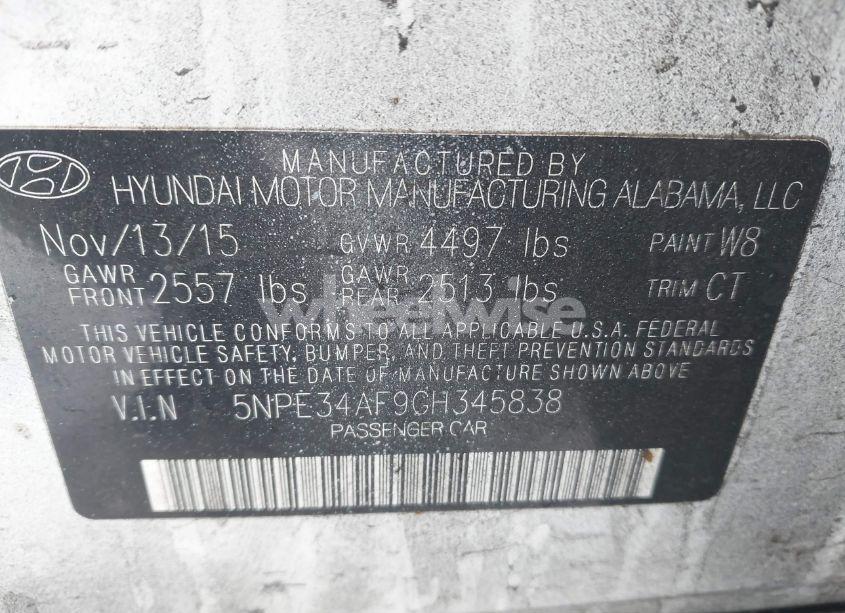 MANUFACTURED BY
HYUNDAI MOTOR MANUFACTURING ALABAMA, LLC
Nov/13/15 GVWR 4497 lbs PAINT W8
GAWR FRONT 2557 lbs GAWR REAR 2513 lbs TRIM CT
wheelwise
THIS VEHICLE CONFORMS TO ALL APPLICABLE U.S.A. FEDERAL
MOTOR VEHICLE SAFETY, BUMPER, AND THEFT PREVENTION STANDARDS
IN EFFECT ON THE DATE OF MANUFACTURE SHOWN ABOVE.
V.I.N 5NPE34AF9GH345838
PASSENGER CAR